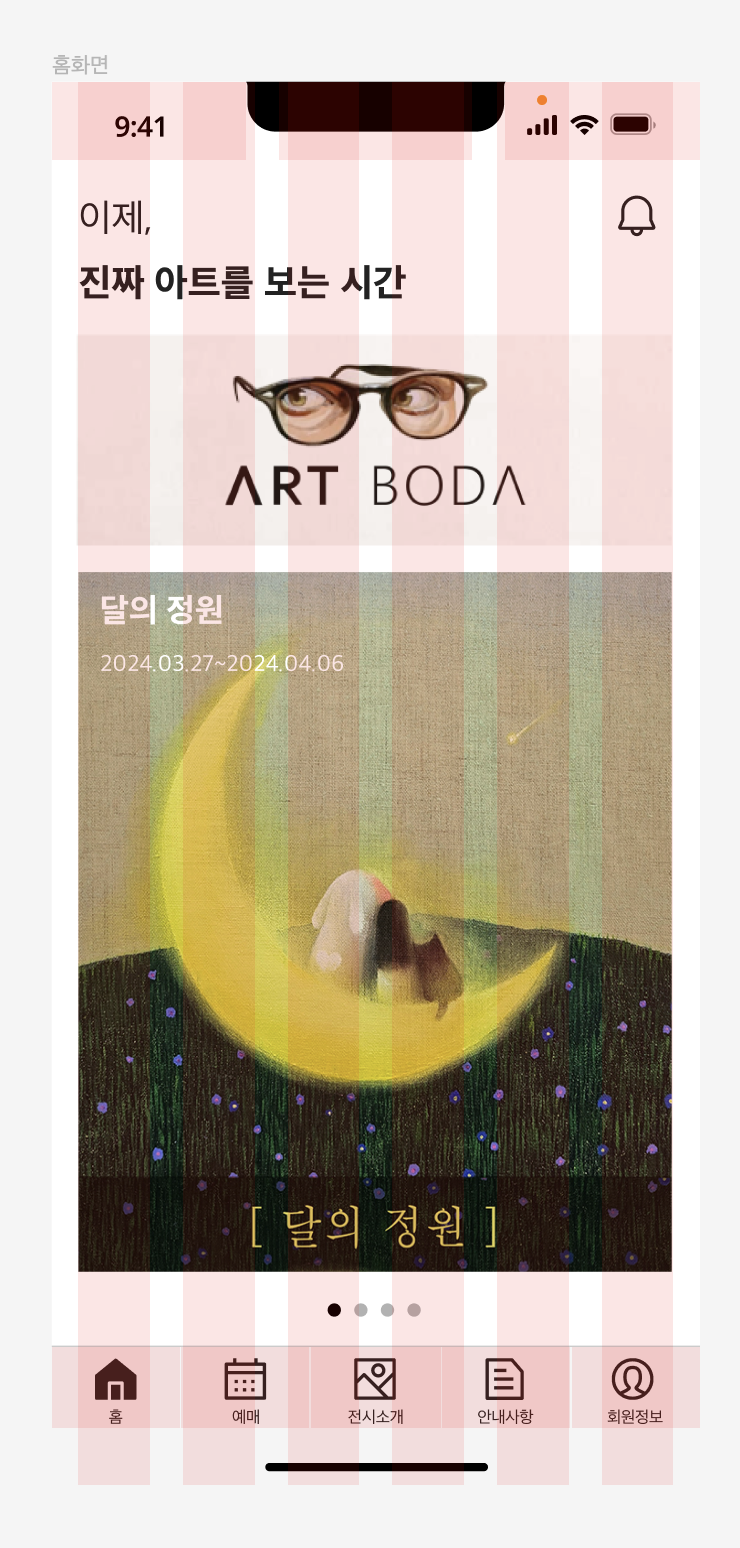 홈화면
9:41
이제,
진짜 아트를 보는 시간
ART BODA
달의 정원
2024.03.27~2024.04.06
[ 달의 정원 ]
홈 예매 전시소개 안내사항 회원정보